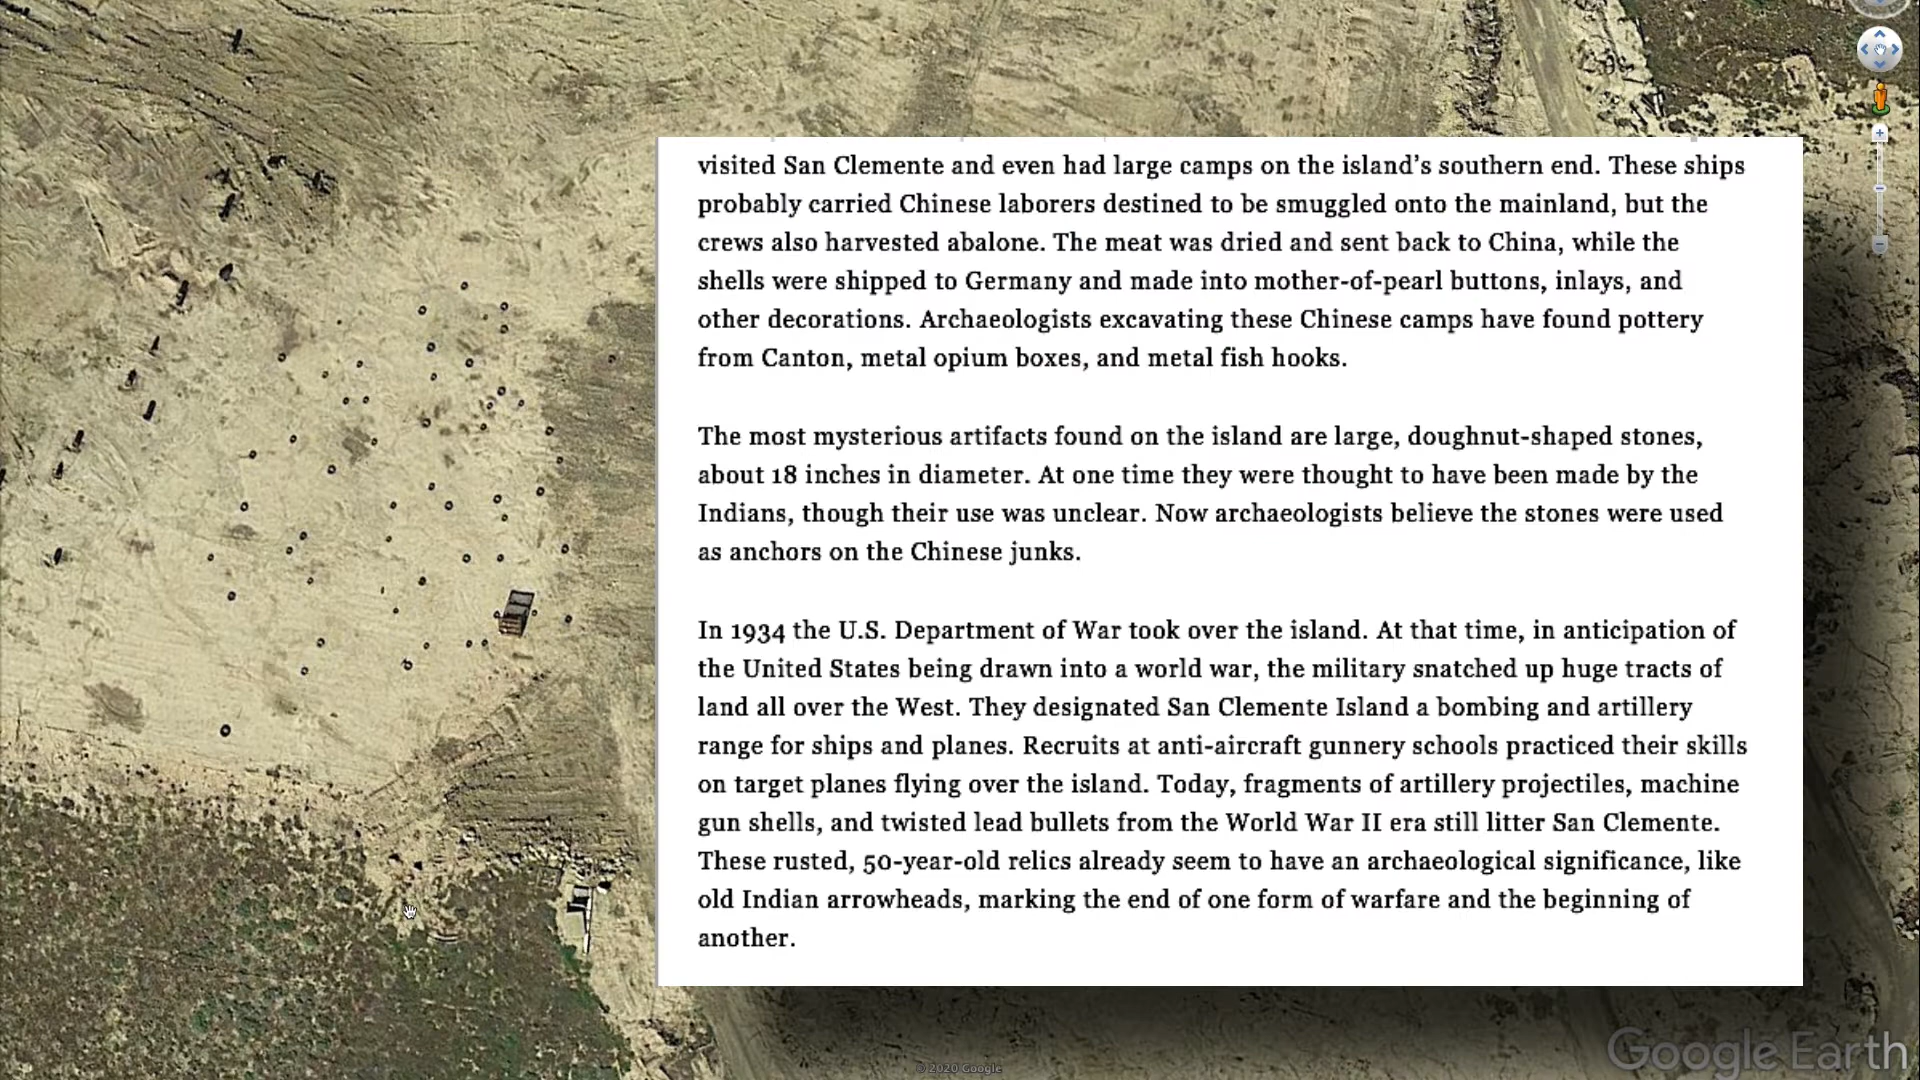 visited San Clemente and even had large camps on the island’s southern end. These ships
probably carried Chinese laborers destined to be smuggled onto the mainland, but the
crews also harvested abalone. The meat was dried and sent back to China, while the
shells were shipped to Germany and made into mother-of-pearl buttons, inlays, and
other decorations. Archaeologists excavating these Chinese camps have found pottery
from Canton, metal opium boxes, and metal fish hooks.
The most mysterious artifacts found on the island are large, doughnut-shaped stones,
about 18 inches in diameter. At one time they were thought to have been made by the
Indians, though their use was unclear. Now archaeologists believe the stones were used
as anchors on the Chinese junks.
In 1934 the U.S. Department of War took over the island. At that time, in anticipation of
the United States being drawn into a world war, the military snatched up huge tracts of
land all over the West. They designated San Clemente Island a bombing and artillery
range for ships and planes. Recruits at anti-aircraft gunnery schools practiced their skills
on target planes flying over the island. Today, fragments of artillery projectiles, machine
gun shells, and twisted lead bullets from the World War II era still litter San Clemente.
These rusted, 50-year-old relics already seem to have an archaeological significance, like
old Indian arrowheads, marking the end of one form of warfare and the beginning of
another.
Google Earth
© 2020 Google